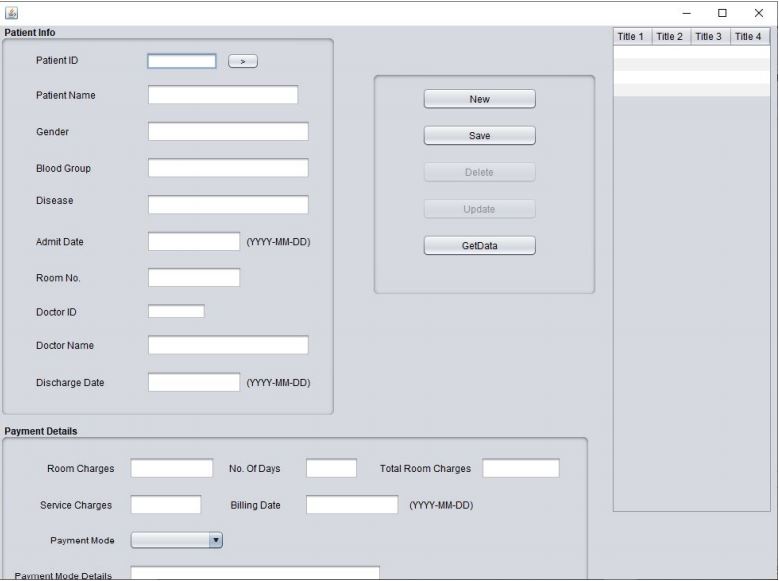 Patient Info
Title 1 Title 2 Title 3 Title 4
Patient ID >
Patient Name
New
Gender
Save
Blood Group
Delete
Disease
Update
Admit Date (YYYY-MM-DD)
GetData
Room No.
Doctor ID
Doctor Name
Discharge Date (YYYY-MM-DD)
Payment Details
Room Charges No. Of Days Total Room Charges
Service Charges Billing Date (YYYY-MM-DD)
Payment Mode
Payment Mode Details